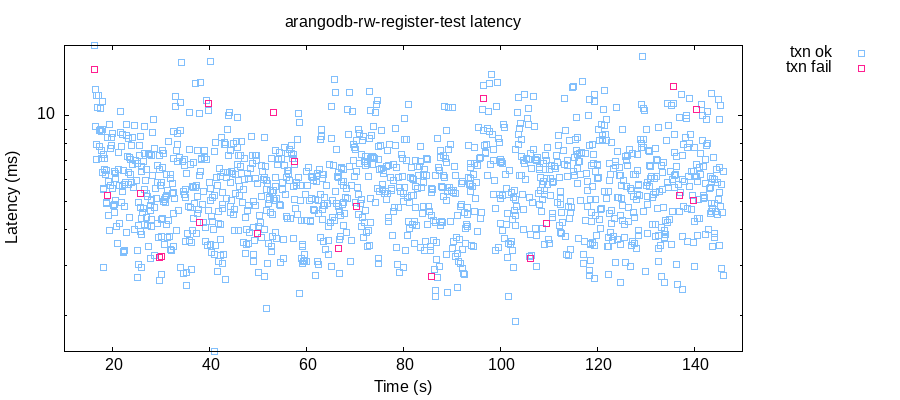 arangodb-rw-register-test latency
txn ok
txn fail
10
Latency (ms)
20 40 60 80 100 120 140
Time (s)